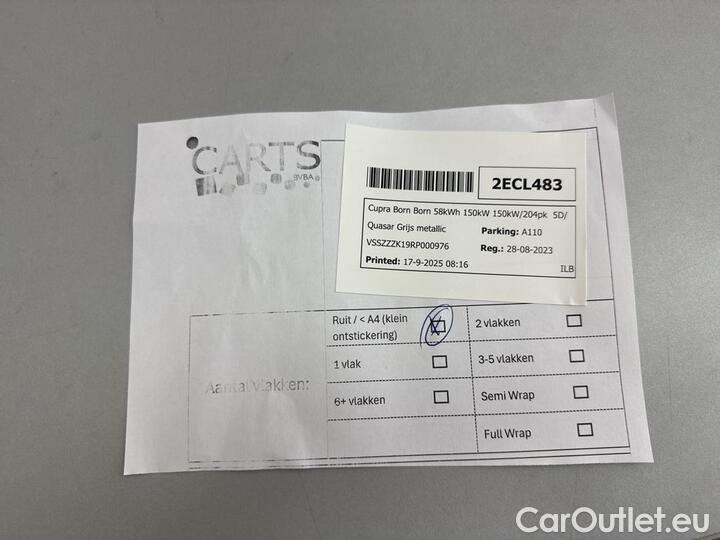 CARTS
BVBA
2ECL483
Cupra Born Born 58kWh 150kW 150kW/204pk 5D/
Quasar Grijs metallic
Parking: A110
VSSZZZK19RP000976
Reg.: 28-08-2023
Printed: 17-9-2025 08:16
ILB
Aantal vlakken:
Ruit / < A4 (klein
ontstickering)
2 vlakken
1 vlak
3-5 vlakken
6+ vlakken
Semi Wrap
Full Wrap
CarOutlet.eu